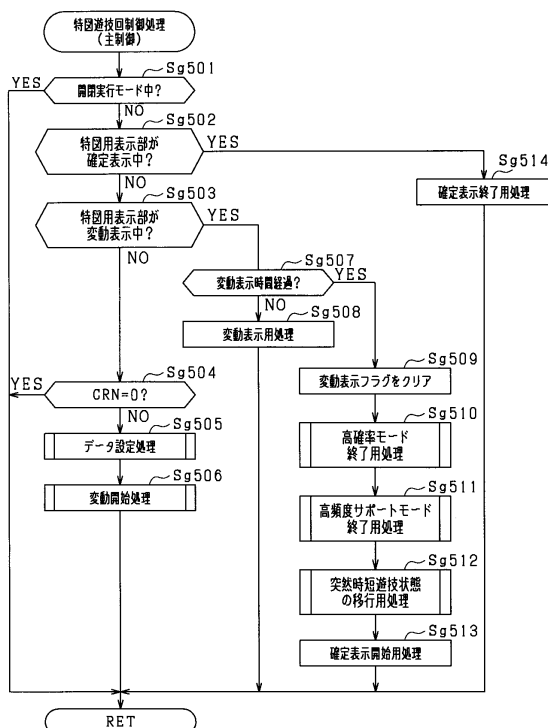 特図遊技回制御処理
(主制御)
Sg501
開閉実行モード中?
YES
NO
Sg502
特図用表示部が
確定表示中?
YES
NO
Sg514
確定表示終了用処理
Sg503
特図用表示部が
変動表示中?
YES
NO
Sg507
変動表示時間経過?
YES
NO
Sg508
変動表示用処理
Sg509
変動表示フラグをクリア
Sg504
YES
CRN=0?
NO
Sg505
データ設定処理
Sg510
高確率モード
終了用処理
Sg506
変動開始処理
Sg511
高頻度サポートモード
終了用処理
Sg512
突然時短遊技状態
の移行用処理
Sg513
確定表示開始用処理
RET